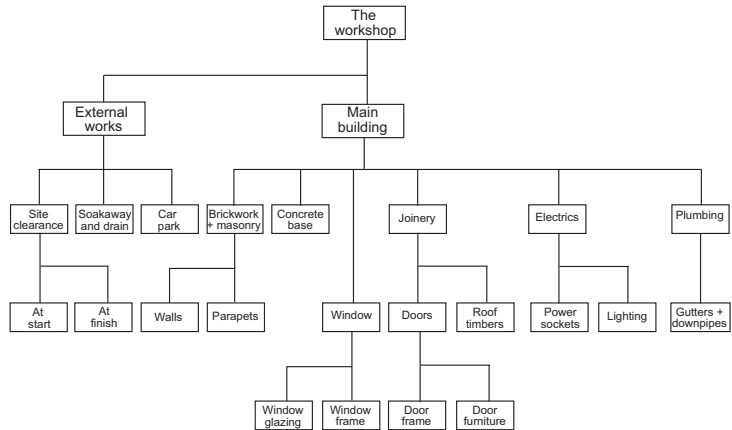 The
workshop
External
works
Main
building
Site
clearance
Soakaway
and drain
Car
park
Brickwork
+ masonry
Concrete
base
Joinery
Electrics
Plumbing
At
start
At
finish
Walls
Parapets
Window
Doors
Roof
timbers
Power
sockets
Lighting
Gutters +
downpipes
Window
glazing
Window
frame
Door
frame
Door
furniture